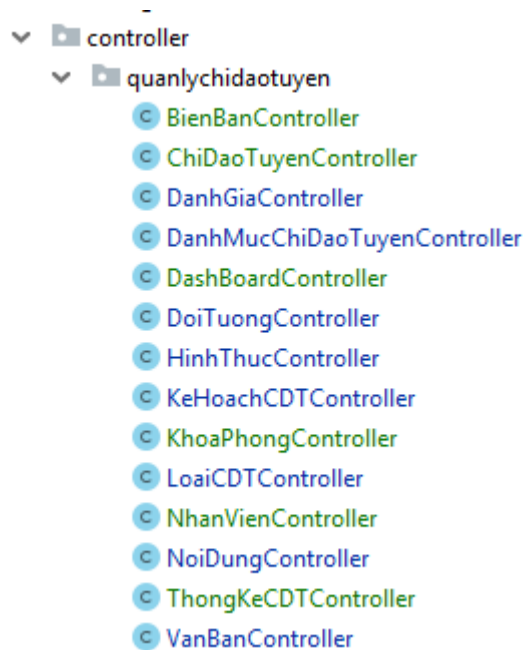 controller
quanlychidaotuyen
BienBanController
ChiDaoTuyenController
DanhGiaController
DanhMucChiDaoTuyenController
DashBoardController
DoiTuongController
HinhThucController
KeHoachCDTController
KhoaPhongController
LoaiCDTController
NhanVienController
NoiDungController
ThongKeCDTController
VanBanController